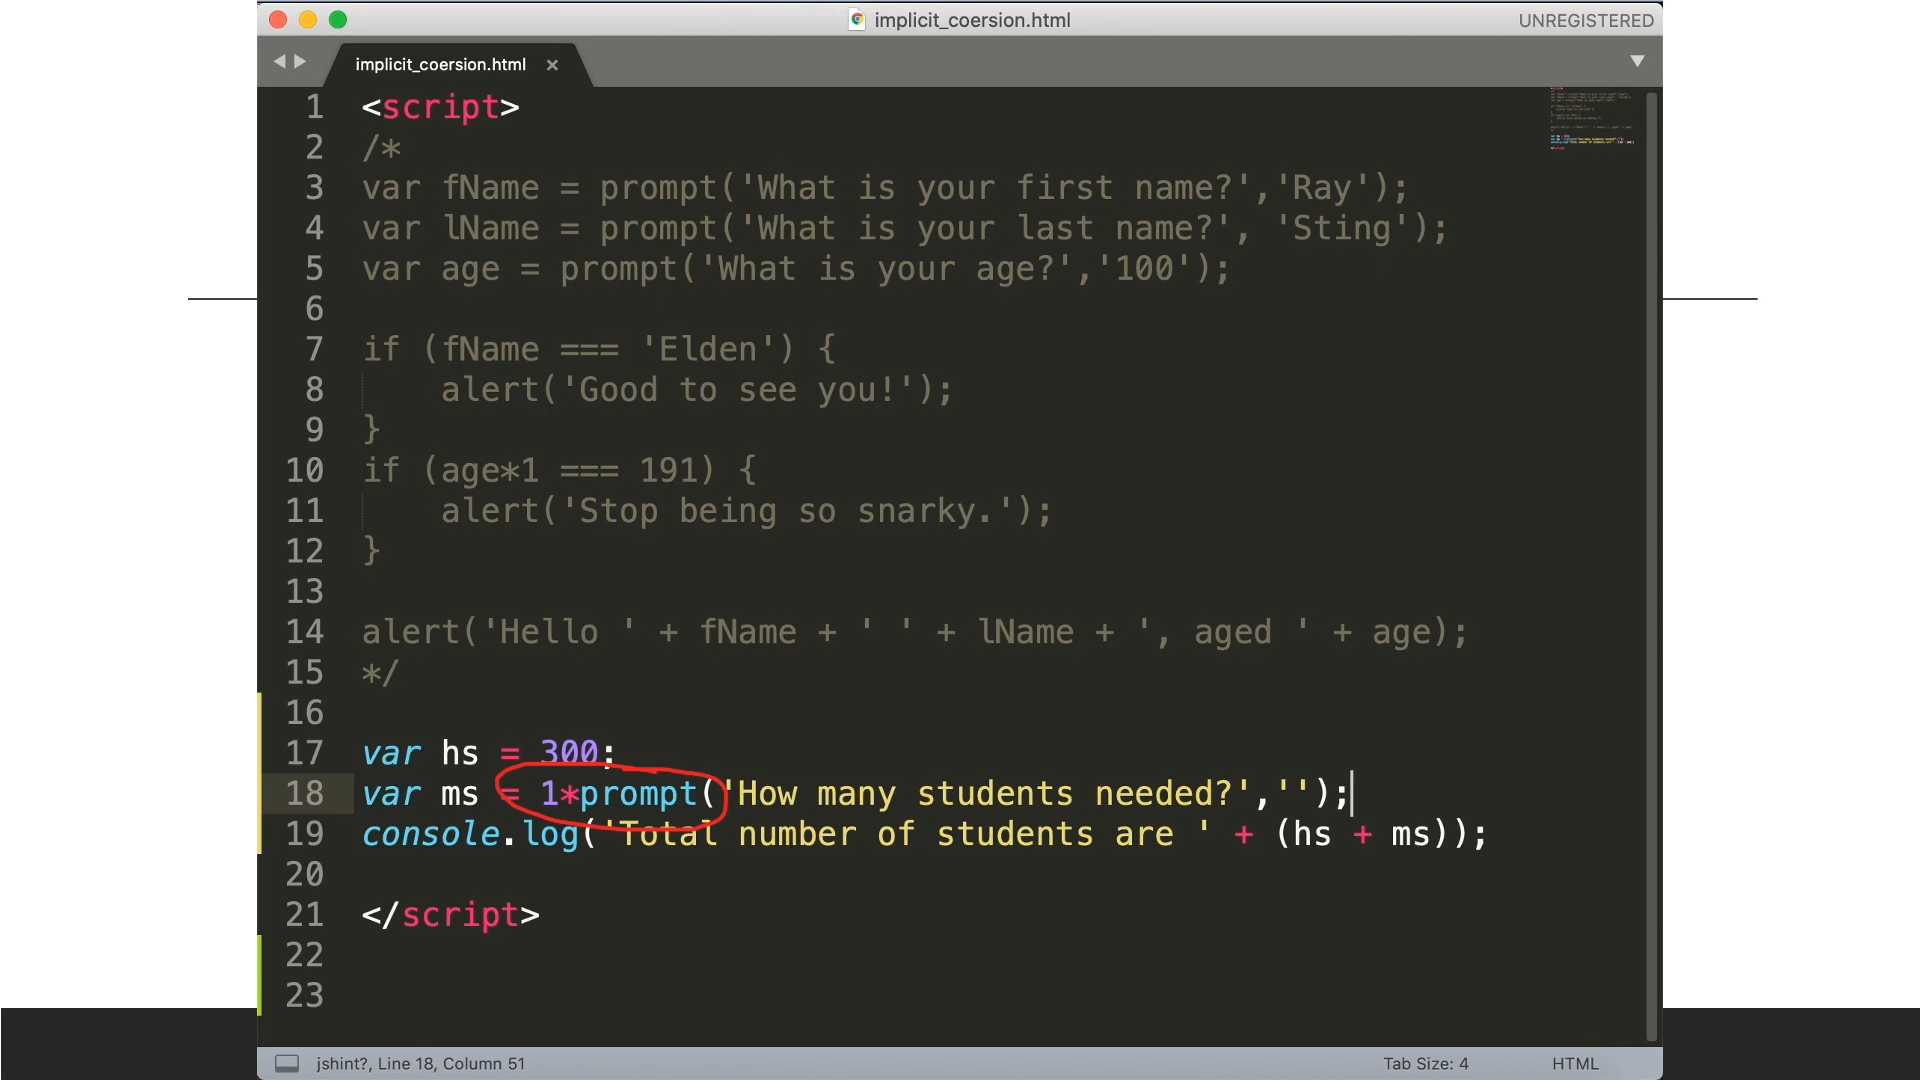 implicit_coersion.html
UNREGISTERED
implicit_coersion.html ×
1 <script>
2 /*
3 var fName = prompt('What is your first name?','Ray');
4 var lName = prompt('What is your last name?', 'Sting');
5 var age = prompt('What is your age?','100');
6
7 if (fName === 'Elden') {
8     alert('Good to see you!');
9 }
10 if (age*1 === 191) {
11     alert('Stop being so snarky.');
12 }
13
14 alert('Hello ' + fName + ' ' + lName + ', aged ' + age);
15 */
16
17 var hs = 300;
18 var ms = 1*prompt('How many students needed?','');
19 console.log('Total number of students are ' + (hs + ms));
20
21 </script>
22
23
jshint?, Line 18, Column 51
Tab Size: 4
HTML